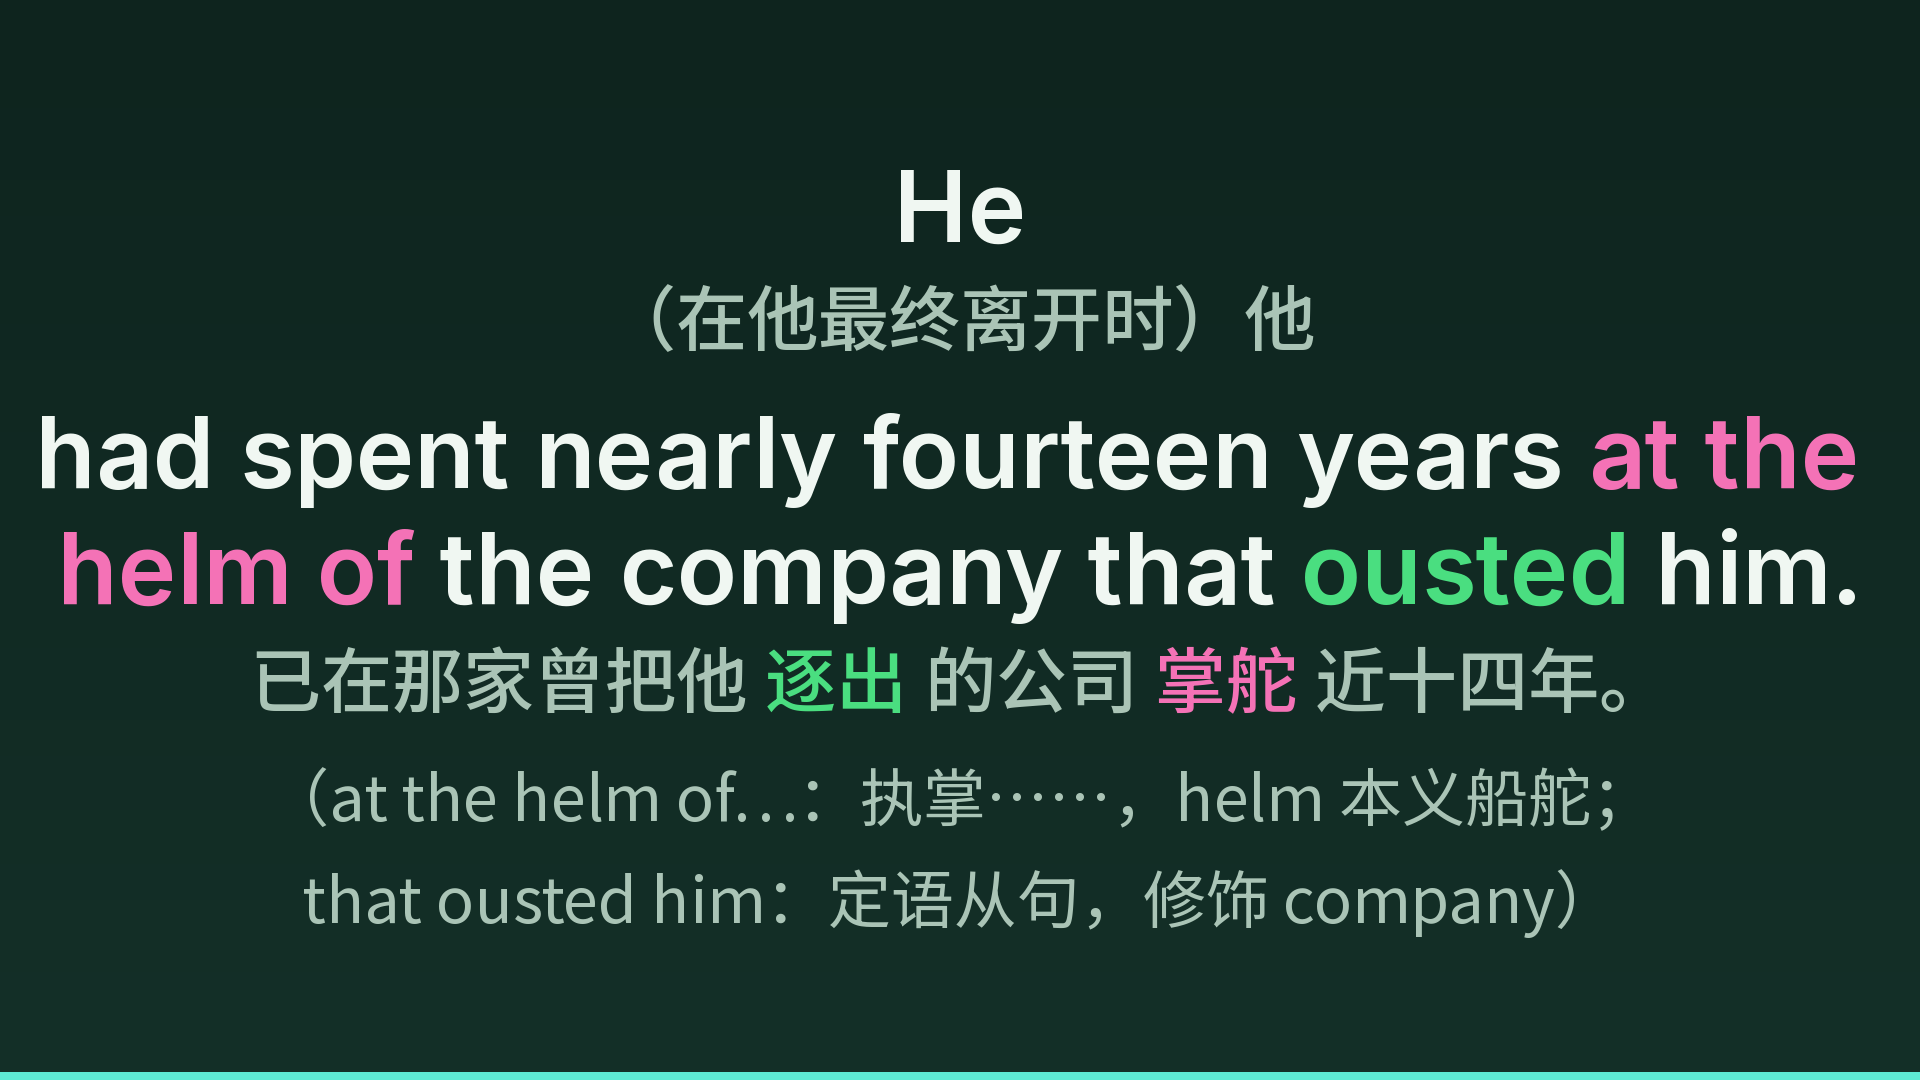 He
（在他最终离开时）他
had spent nearly fourteen years at the
helm of the company that ousted him.
已在那家曾把他 逐出 的公司 掌舵 近十四年。
（at the helm of…：执掌……，helm 本义船舵；
that ousted him：定语从句，修饰 company）